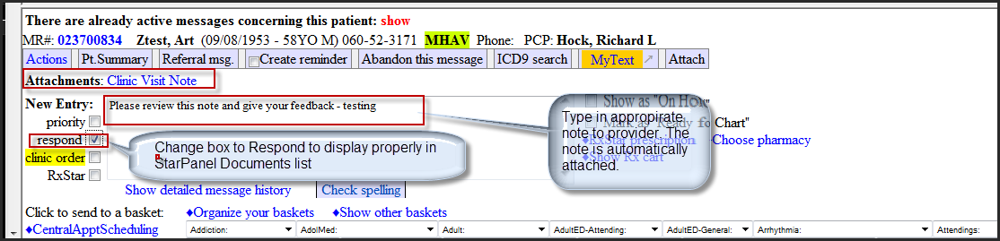 There are already active messages concerning this patient: show
MR#: 023700834 Ztest, Art (09/08/1953 - 58YO M) 060-52-3171 MHAV Phone: PCP: Hock, Richard L
Actions Pt.Summary Referral msg. Create reminder Abandon this message ICD9 search MyText Attach
Attachments: Clinic Visit Note
New Entry:
Please review this note and give your feedback - testing
Show as "On Hold"
priority
Mark as "Ready for Chart"
respond
♦RxStar prescription
Choose pharmacy
clinic order
♦Show Rx cart
RxStar
Type in appropirate
note to provider. The
note is automatically
attached.
Change box to Respond to display properly in
StarPanel Documents list
Show detailed message history Check spelling
Click to send to a basket: ♦Organize your baskets ♦Show other baskets
♦CentralApptScheduling Addiction: AdolMed: Adult: AdultED-Attending: AdultED-General: Arrhythmia: Attendings: